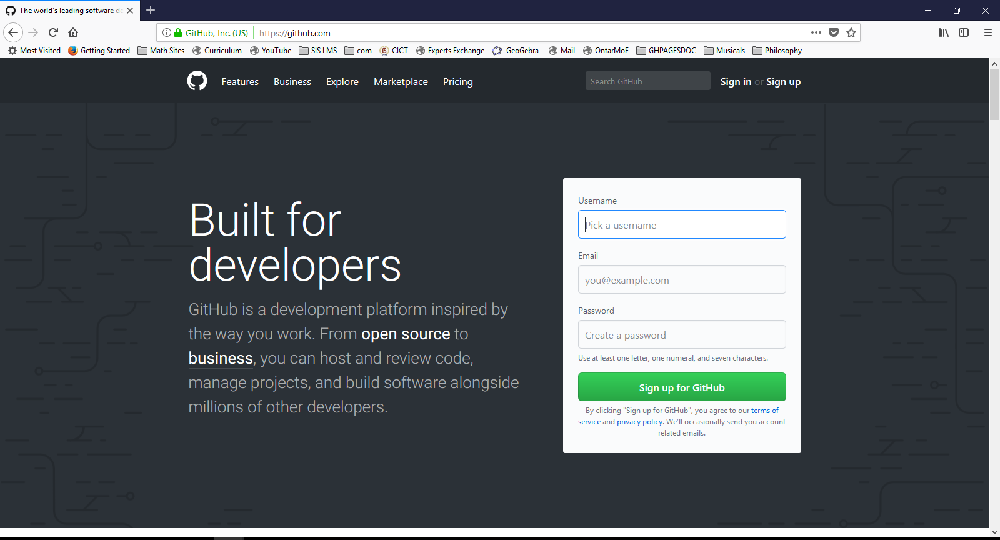 The world's leading software de
GitHub, Inc. (US) https://github.com
Most Visited Getting Started Math Sites Curriculum YouTube SIS LMS com CICT Experts Exchange GeoGebra Mail OntarMoE GHPAGESDOC Musicals Philosophy
Features Business Explore Marketplace Pricing Search GitHub Sign in or Sign up
Built for
developers
GitHub is a development platform inspired by
the way you work. From open source to
business, you can host and review code,
manage projects, and build software alongside
millions of other developers.
Username
Pick a username
Email
you@example.com
Password
Create a password
Use at least one letter, one numeral, and seven characters.
Sign up for GitHub
By clicking "Sign up for GitHub", you agree to our terms of
service and privacy policy. We'll occasionally send you account
related emails.